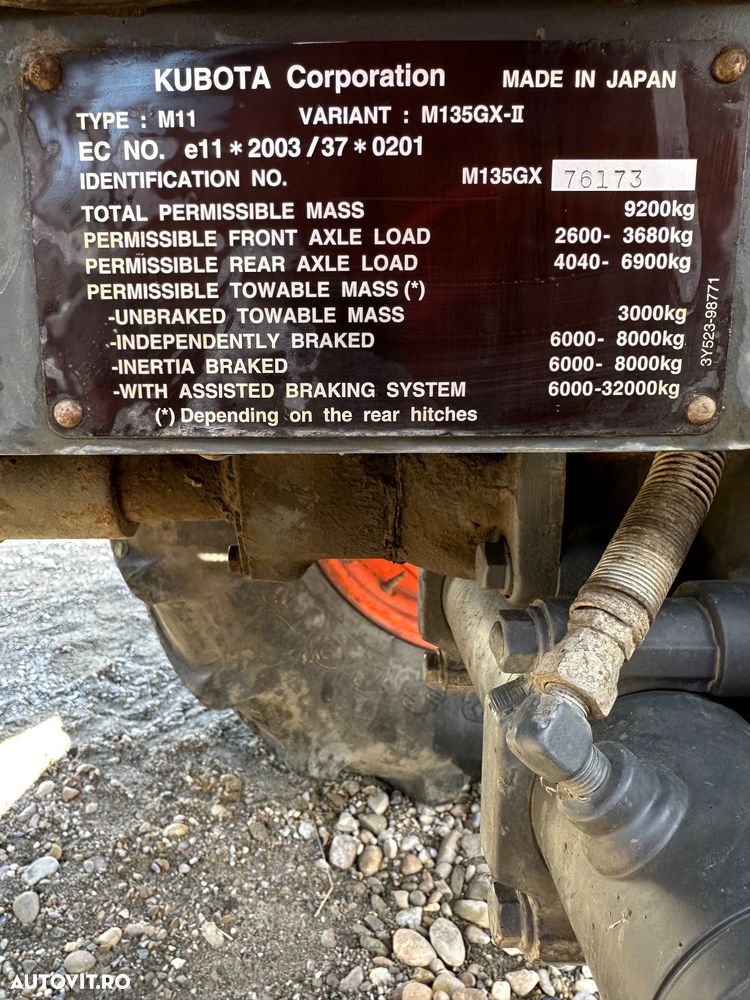 KUBOTA Corporation MADE IN JAPAN
TYPE : M11 VARIANT : M135GX-II
EC NO. e11*2003/37*0201
IDENTIFICATION NO. M135GX 76173
TOTAL PERMISSIBLE MASS 9200kg
PERMISSIBLE FRONT AXLE LOAD 2600- 3680kg
PERMISSIBLE REAR AXLE LOAD 4040- 6900kg
PERMISSIBLE TOWABLE MASS (*)
-UNBRAKED TOWABLE MASS 3000kg
-INDEPENDENTLY BRAKED 6000- 8000kg
-INERTIA BRAKED 6000- 8000kg
-WITH ASSISTED BRAKING SYSTEM 6000-32000kg
(*) Depending on the rear hitches
3Y523-98771
AUTOVIT.RO